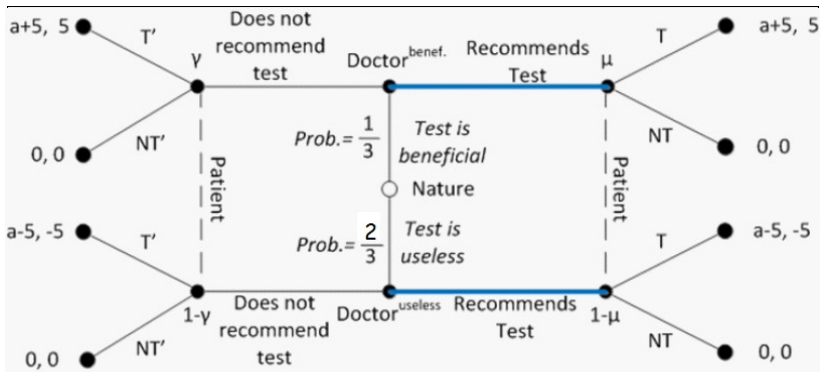 a+5, 5
T’
Does not
recommend
test
γ
Doctor benef.
Recommends
Test
μ
T
a+5, 5
0, 0
NT’
Prob.= 1/3
Test is
beneficial
NT
0, 0
Patient
Nature
Patient
a-5, -5
T’
Prob.= 2/3
Test is
useless
T
a-5, -5
1-γ
Does not
recommend
test
Doctor useless
Recommends
Test
1-μ
0, 0
NT’
NT
0, 0